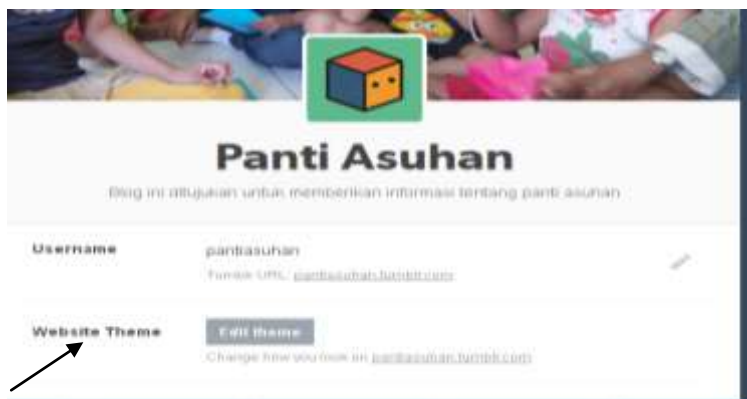 Panti Asuhan
Blog ini ditujukan untuk memberikan informasi tentang panti asuhan
Username
pantiasuhan
Tumblr URL: pantiasuhan.tumblr.com
Website Theme
Edit theme
Change how you look on pantiasuhan.tumblr.com